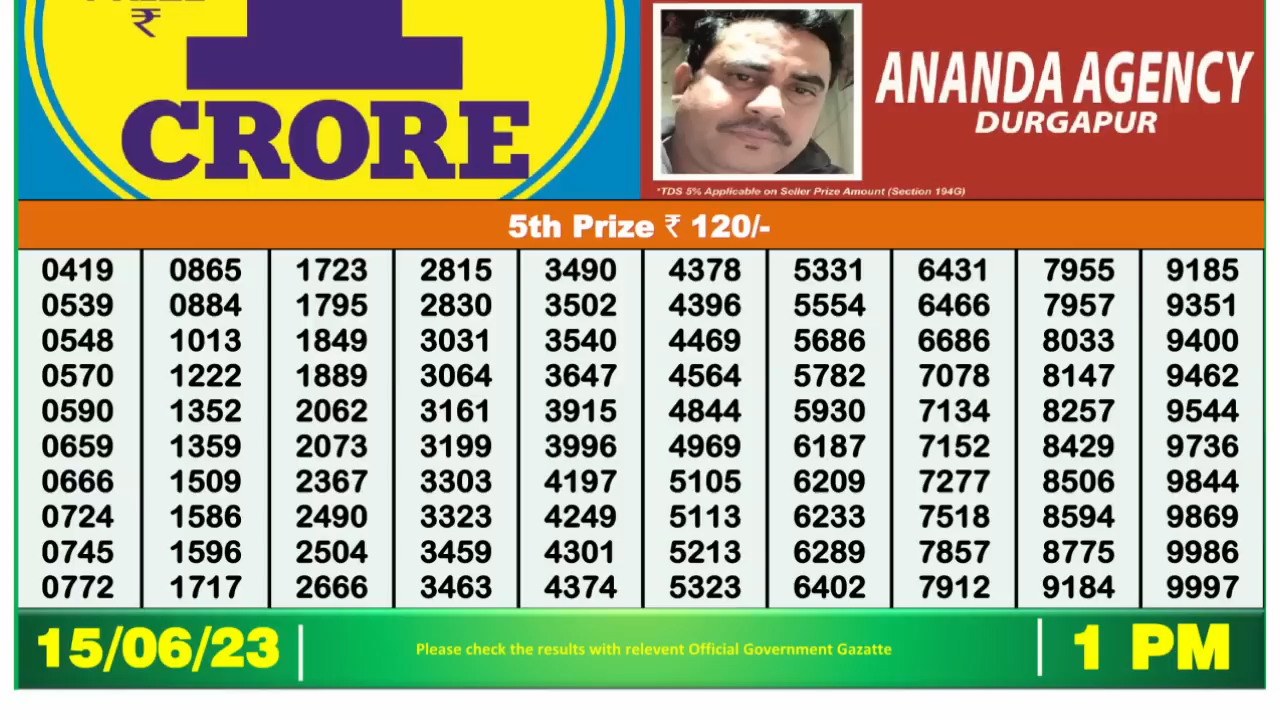 ₹
1
CRORE
ANANDA AGENCY
DURGAPUR
*TDS 5% Applicable on Seller Prize Amount (Section 194G)
5th Prize ₹ 120/-
0419 0865 1723 2815 3490 4378 5331 6431 7955 9185
0539 0884 1795 2830 3502 4396 5554 6466 7957 9351
0548 1013 1849 3031 3540 4469 5686 6686 8033 9400
0570 1222 1889 3064 3647 4564 5782 7078 8147 9462
0590 1352 2062 3161 3915 4844 5930 7134 8257 9544
0659 1359 2073 3199 3996 4969 6187 7152 8429 9736
0666 1509 2367 3303 4197 5105 6209 7277 8506 9844
0724 1586 2490 3323 4249 5113 6233 7518 8594 9869
0745 1596 2504 3459 4301 5213 6289 7857 8775 9986
0772 1717 2666 3463 4374 5323 6402 7912 9184 9997
15/06/23 Please check the results with relevent Official Government Gazatte 1 PM